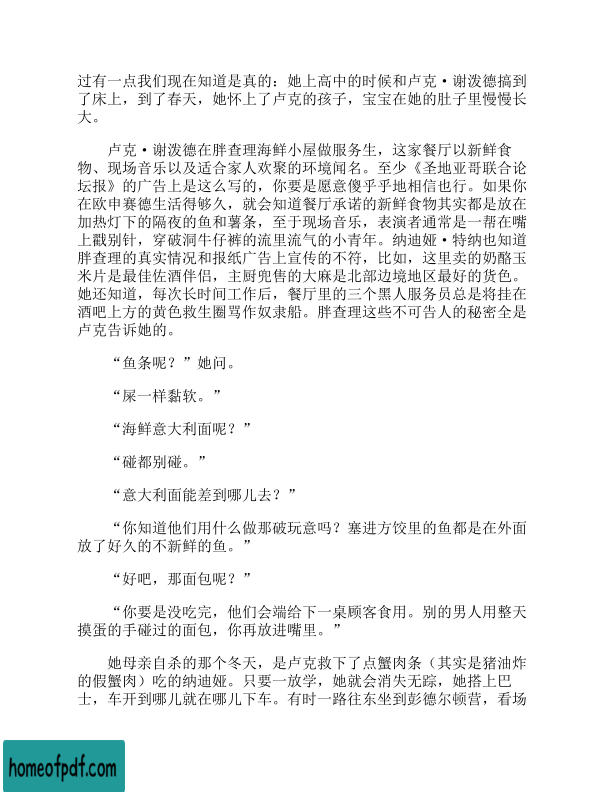 过有一点我们现在知道是真的：她上高中的时候和卢克·谢泼德搞到
了床上，到了春天，她怀上了卢克的孩子，宝宝在她的肚子里慢慢长
大。
卢克·谢泼德在胖查理海鲜小屋做服务生，这家餐厅以新鲜食
物、现场音乐以及适合家人欢聚的环境闻名。至少《圣地亚哥联合论
坛报》的广告上是这么写的，你要是愿意傻乎乎地相信也行。如果你
在欧申赛德生活得够久，就会知道餐厅承诺的新鲜食物其实都是放在
加热灯下的隔夜的鱼和薯条，至于现场音乐，表演者通常是一帮在嘴
上戳别针，穿破洞牛仔裤的流里流气的小青年。纳迪娅·特纳也知道
胖查理的真实情况和报纸广告上宣传的不符，比如，这里卖的奶酪玉
米片是最佳佐酒伴侣，主厨兜售的大麻是北部边境地区最好的货色。
她还知道，每次长时间工作后，餐厅里的三个黑人服务员总是将挂在
酒吧上方的黄色救生圈骂作奴隶船。胖查理这些不可告人的秘密全是
卢克告诉她的。
“鱼条呢？”她问。
“屎一样黏软。”
“海鲜意大利面呢？”
“碰都别碰。”
“意大利面能差到哪儿去？”
“你知道他们用什么做那破玩意吗？塞进方饺里的鱼都是在外面
放了好久的不新鲜的鱼。”
“好吧，那面包呢？”
“你要是没吃完，他们会端给下一桌顾客食用。别的男人用整天
摸蛋的手碰过的面包，你再放进嘴里。”
她母亲自杀的那个冬天，是卢克救下了点蟹肉条（其实是猪油炸
的假蟹肉）吃的纳迪娅。只要一放学，她就会消失无踪，她搭上巴
士，车开到哪儿就在哪儿下车。有时一路往东坐到彭德尔顿营，看场
homeofpdf.com